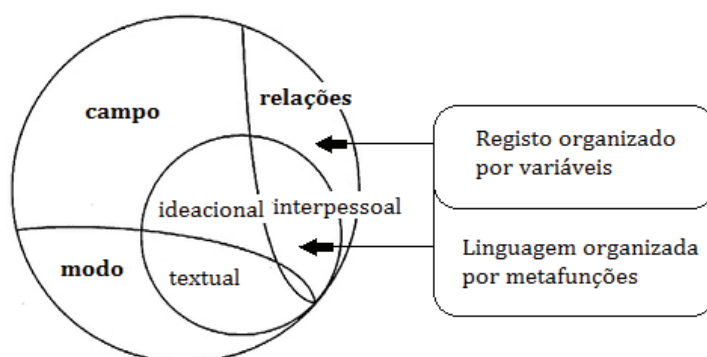 campo
relações
ideacional interpessoal
modo
textual
Registo organizado
por variáveis
Linguagem organizada
por metafunções